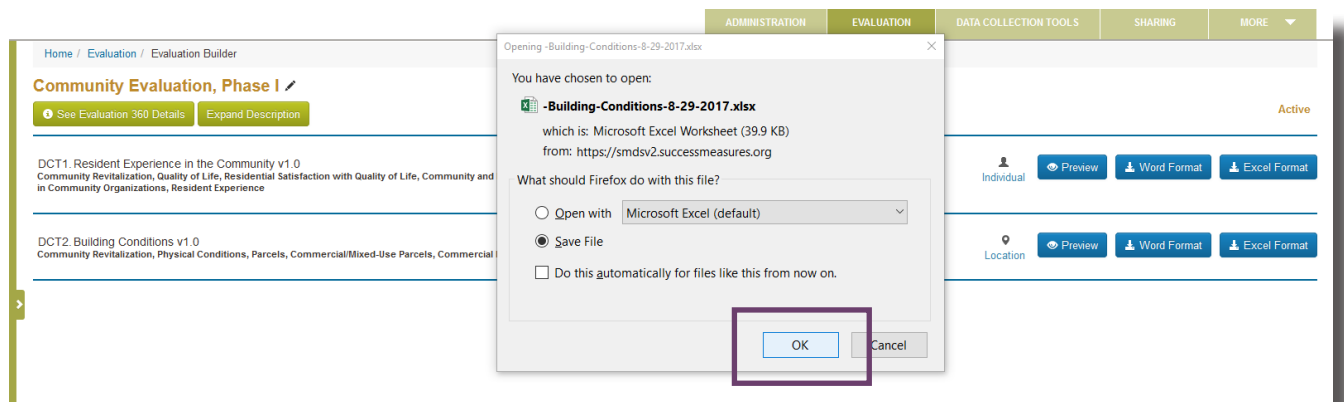 ADMINISTRATION EVALUATION DATA COLLECTION TOOLS SHARING MORE
Home / Evaluation / Evaluation Builder
Community Evaluation, Phase I
See Evaluation 360 Details Expand Description
Active
DCT1. Resident Experience in the Community v1.0
Community Revitalization, Quality of Life, Residential Satisfaction with Quality of Life, Community and
in Community Organizations, Resident Experience
Individual Preview Word Format Excel Format
DCT2. Building Conditions v1.0
Community Revitalization, Physical Conditions, Parcels, Commercial/Mixed-Use Parcels, Commercial
Location Preview Word Format Excel Format
Opening -Building-Conditions-8-29-2017.xlsx
You have chosen to open:
-Building-Conditions-8-29-2017.xlsx
which is: Microsoft Excel Worksheet (39.9 KB)
from: https://smdsv2.successmeasures.org
What should Firefox do with this file?
Open with Microsoft Excel (default)
Save File
Do this automatically for files like this from now on.
OK Cancel